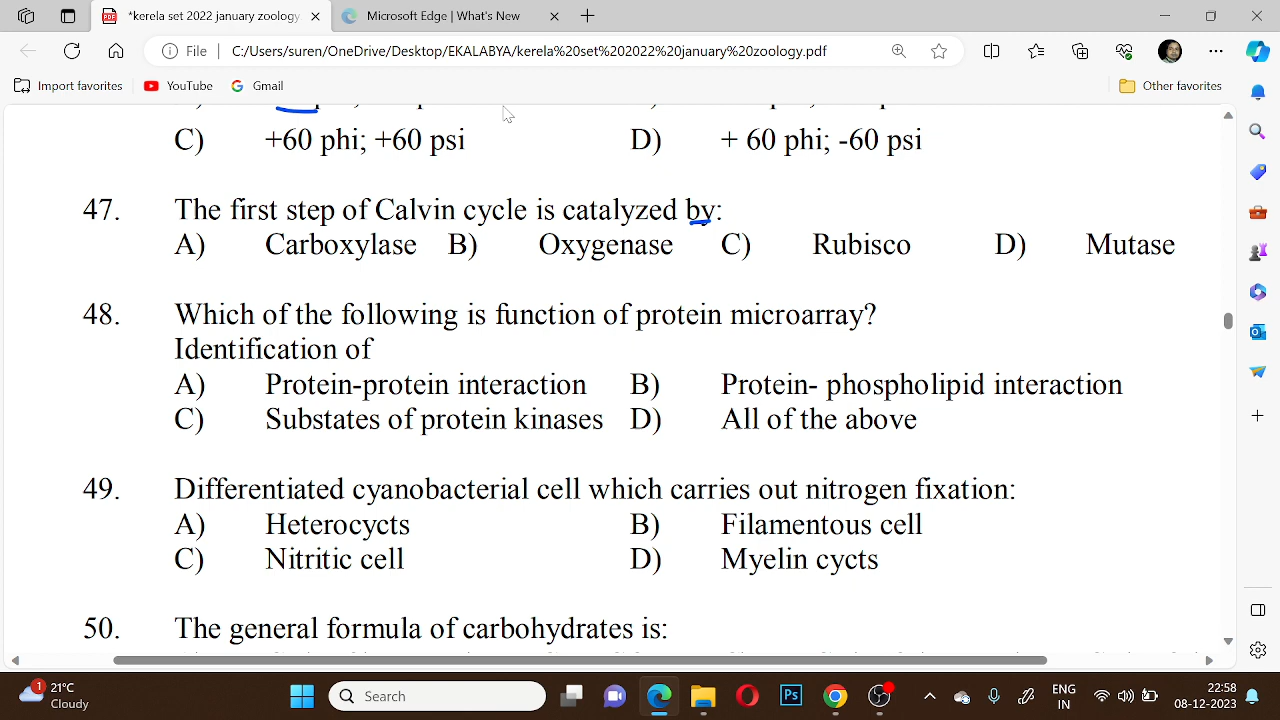 *kerela set 2022 january zoology
Microsoft Edge | What's New
File
C:/Users/suren/OneDrive/Desktop/EKALABYA/kerela%20set%202022%20january%20zoology.pdf
Import favorites
YouTube
Gmail
Other favorites
C) +60 phi; +60 psi D) + 60 phi; -60 psi
47. The first step of Calvin cycle is catalyzed by:
A) Carboxylase B) Oxygenase C) Rubisco D) Mutase
48. Which of the following is function of protein microarray?
Identification of
A) Protein-protein interaction B) Protein- phospholipid interaction
C) Substates of protein kinases D) All of the above
49. Differentiated cyanobacterial cell which carries out nitrogen fixation:
A) Heterocycts B) Filamentous cell
C) Nitritic cell D) Myelin cycts
50. The general formula of carbohydrates is:
1
21°C
Cloudy
Search
Ps
ENG
IN
22:58
08-12-2023